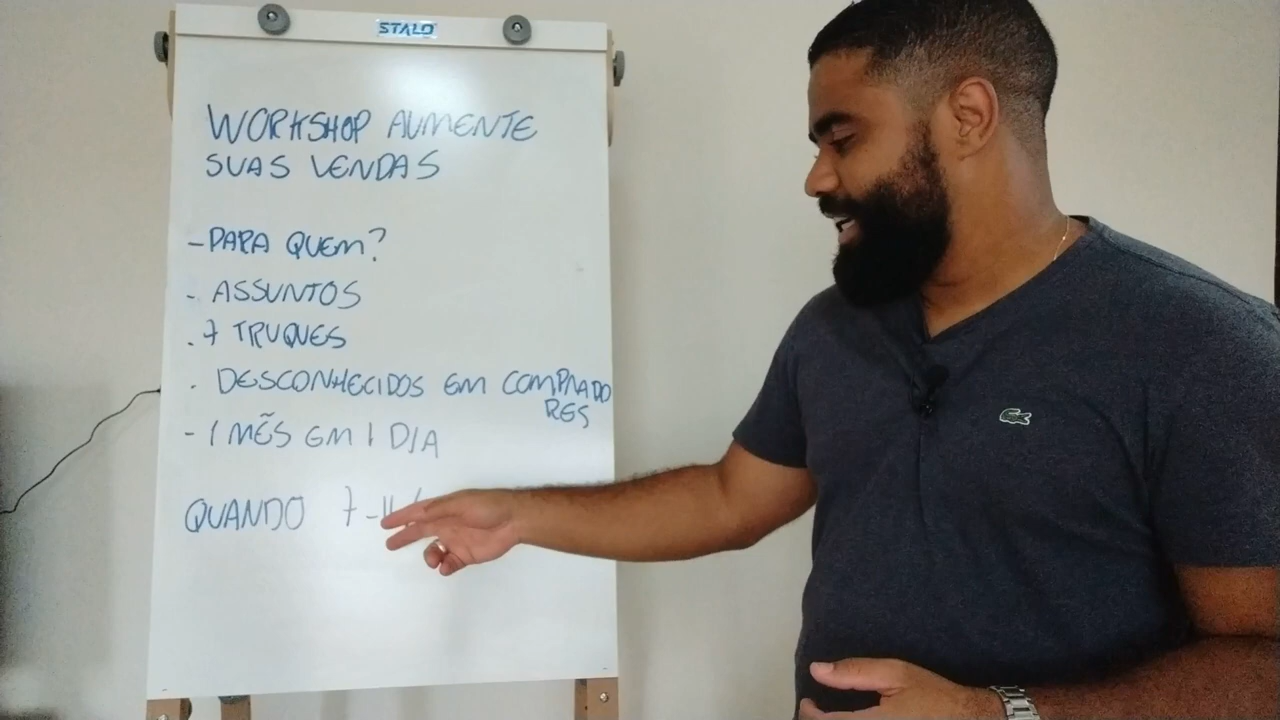 STALO
WORKSHOP AUMENTE
SUAS VENDAS
- PARA QUEM?
- ASSUNTOS
. 7 TRUQUES
. DESCONHECIDOS EM COMPRADO
RES
- 1 MÊS EM 1 DIA
QUANDO 7-